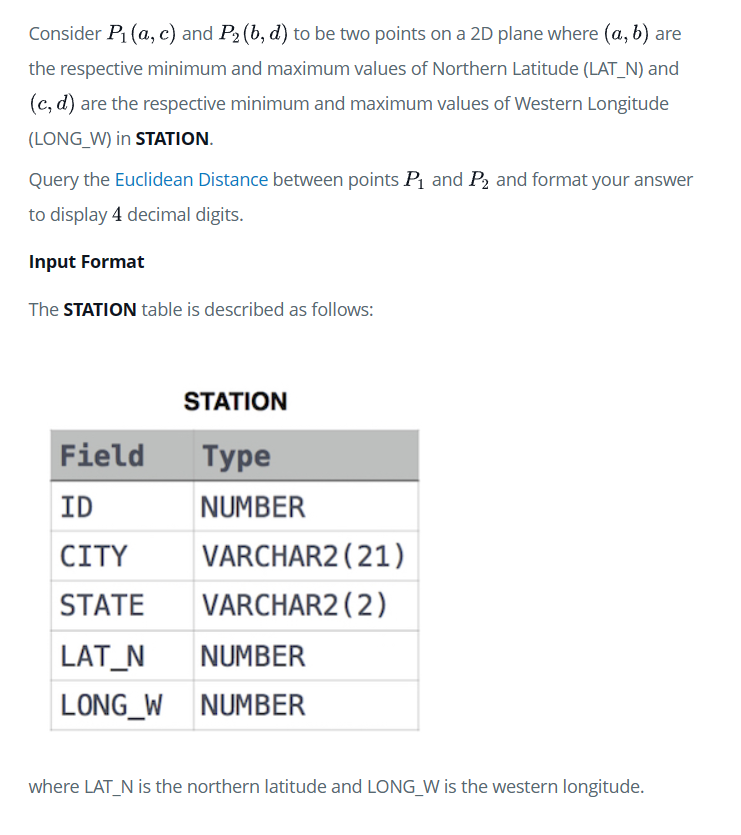 Consider P₁(a, c) and P₂(b, d) to be two points on a 2D plane where (a, b) are
the respective minimum and maximum values of Northern Latitude (LAT_N) and
(c, d) are the respective minimum and maximum values of Western Longitude
(LONG_W) in STATION.
Query the Euclidean Distance between points P₁ and P₂ and format your answer
to display 4 decimal digits.
Input Format
The STATION table is described as follows:
STATION
Field Type
ID NUMBER
CITY VARCHAR2(21)
STATE VARCHAR2(2)
LAT_N NUMBER
LONG_W NUMBER
where LAT_N is the northern latitude and LONG_W is the western longitude.